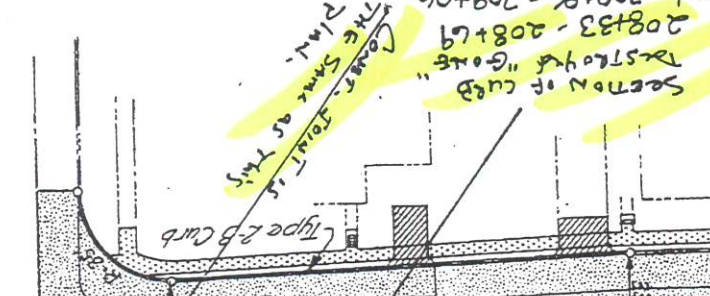 SECTION OF CURB
DESTROYED "GONE"
208+33 - 208+69
CONST. JOINT IS
THE SAME AS THIS
PLAN.
Type 2-B Curb